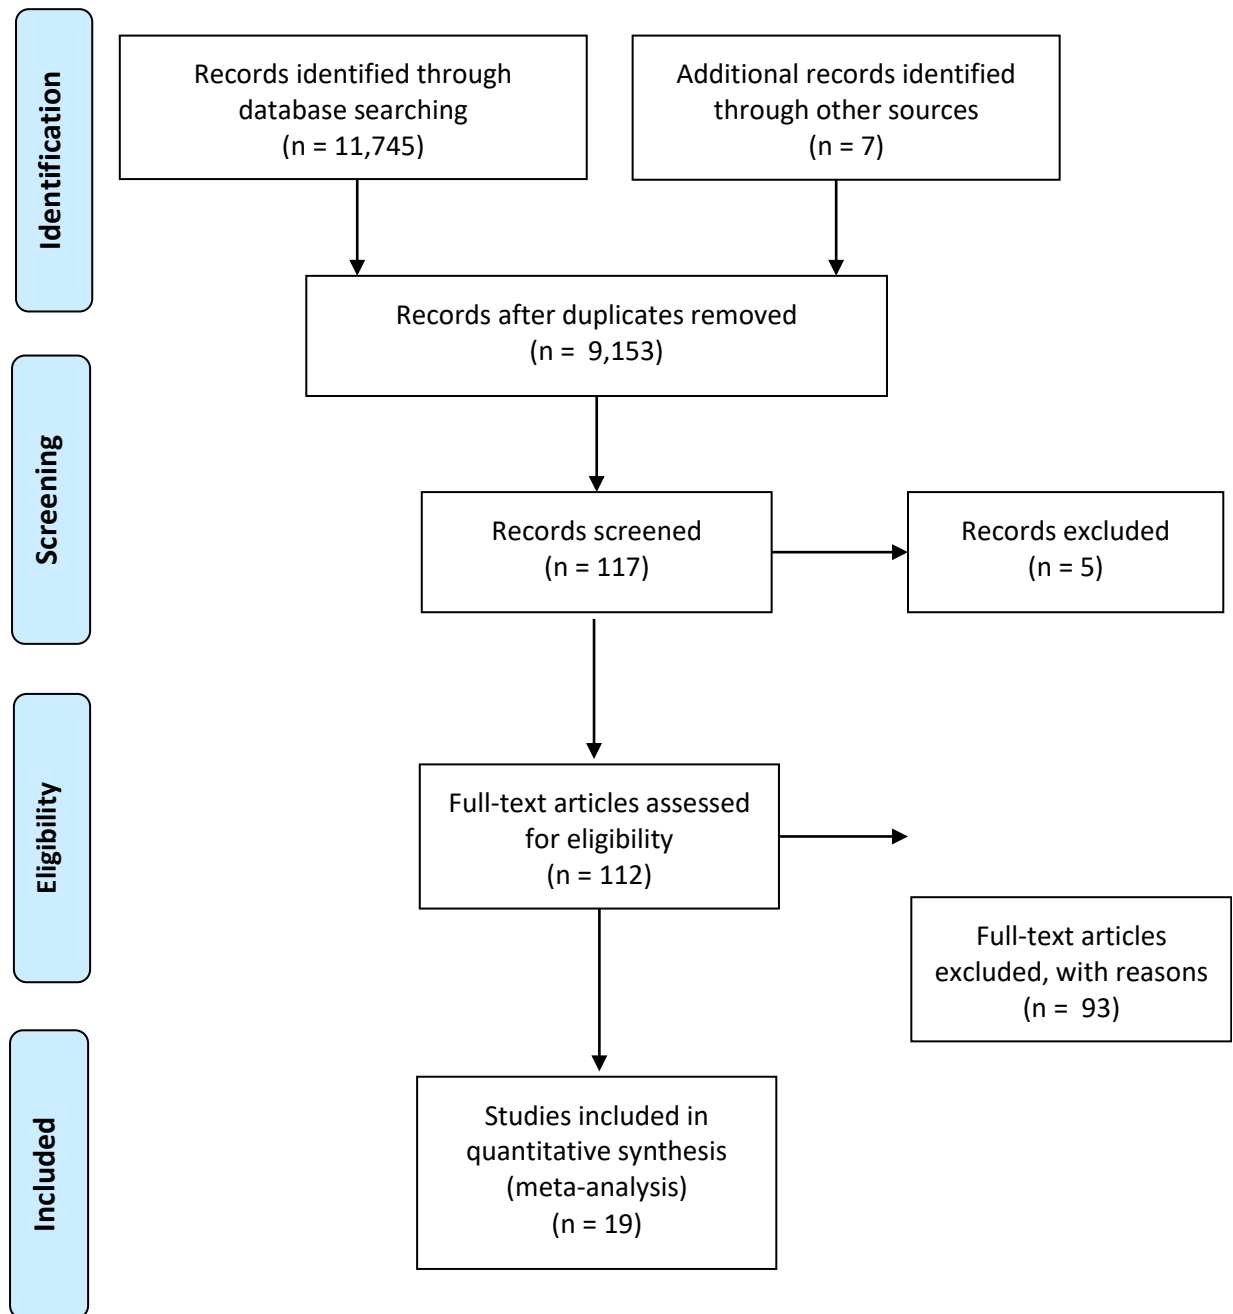 Identification
Records identified through
database searching
(n = 11,745)
Additional records identified
through other sources
(n = 7)
Records after duplicates removed
(n =  9,153)
Screening
Records screened
(n = 117)
Records excluded
(n = 5)
Eligibility
Full-text articles assessed
for eligibility
(n = 112)
Full-text articles
excluded, with reasons
(n =  93)
Included
Studies included in
quantitative synthesis
(meta-analysis)
(n = 19)